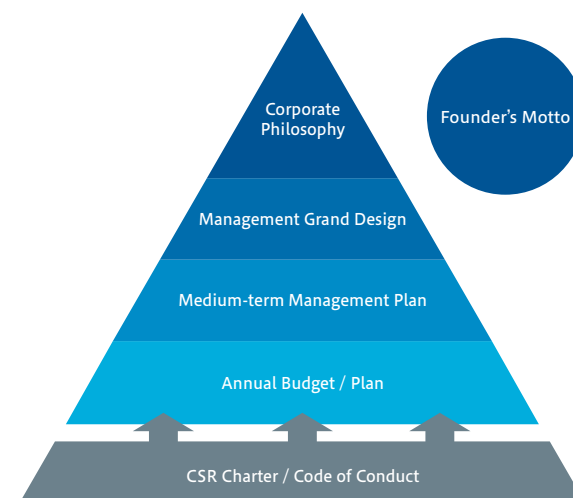 Corporate
Philosophy
Founder's Motto
Management Grand Design
Medium-term Management Plan
Annual Budget / Plan
CSR Charter / Code of Conduct